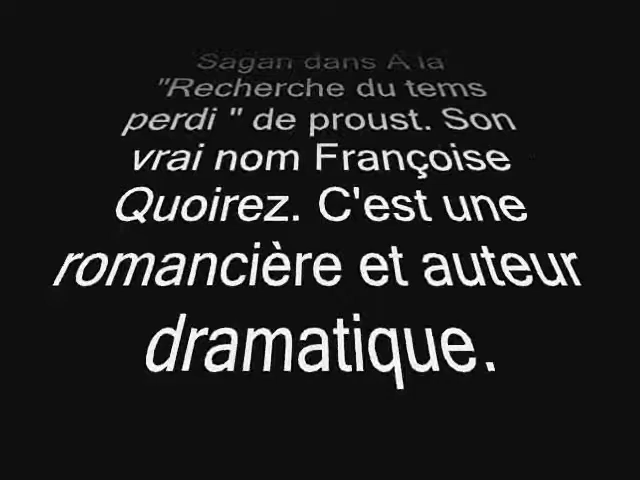 Sagan dans A la
"Recherche du tems
perdi " de proust. Son
vrai nom Françoise
Quoirez. C'est une
romancière et auteur
dramatique.